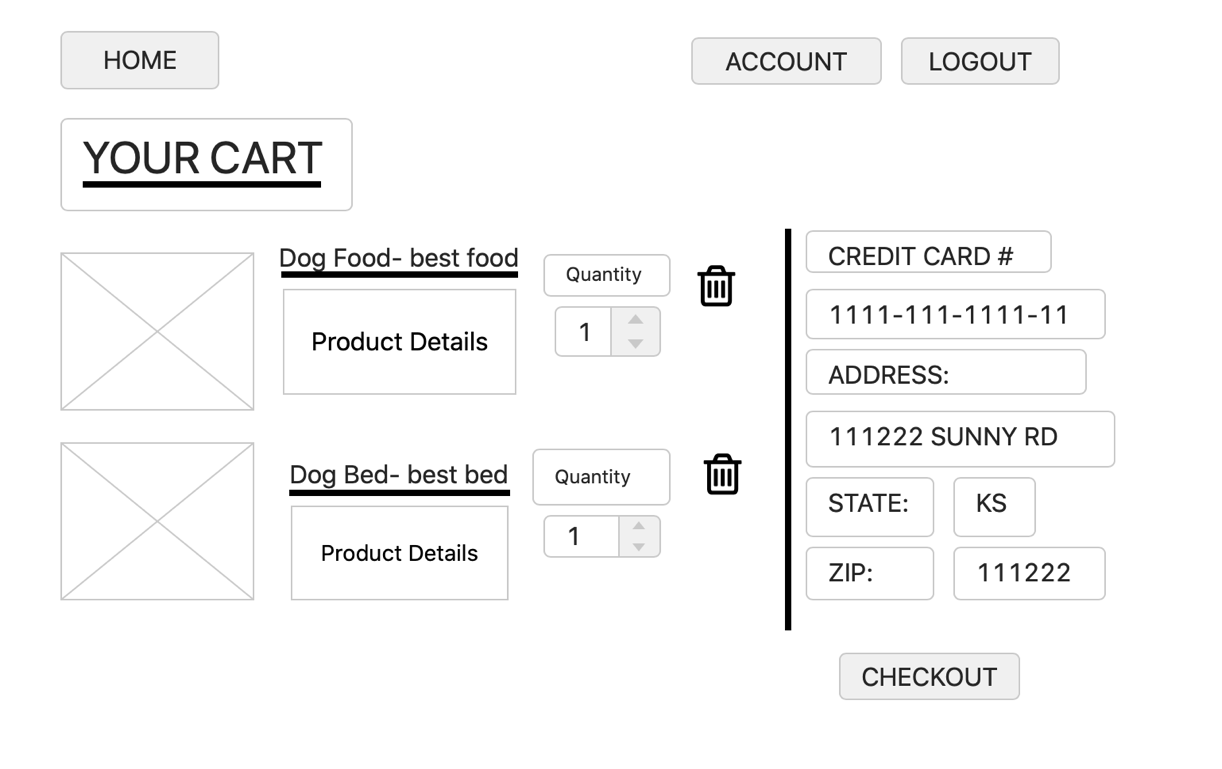 HOME
ACCOUNT
LOGOUT
YOUR CART
Dog Food- best food
Product Details
Quantity
1
Dog Bed- best bed
Product Details
Quantity
1
CREDIT CARD #
1111-111-1111-11
ADDRESS:
111222 SUNNY RD
STATE:
KS
ZIP:
111222
CHECKOUT